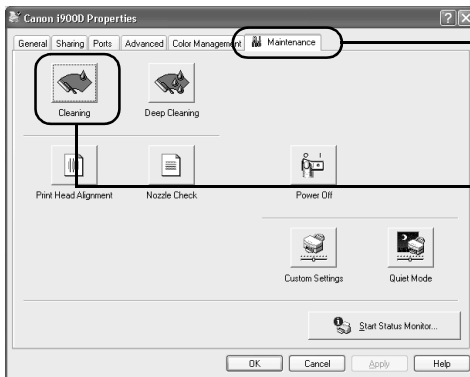 Canon i900D Properties
General Sharing Ports Advanced Color Management Maintenance
Cleaning Deep Cleaning
Print Head Alignment Nozzle Check Power Off
Custom Settings Quiet Mode
Start Status Monitor...
OK Cancel Apply Help